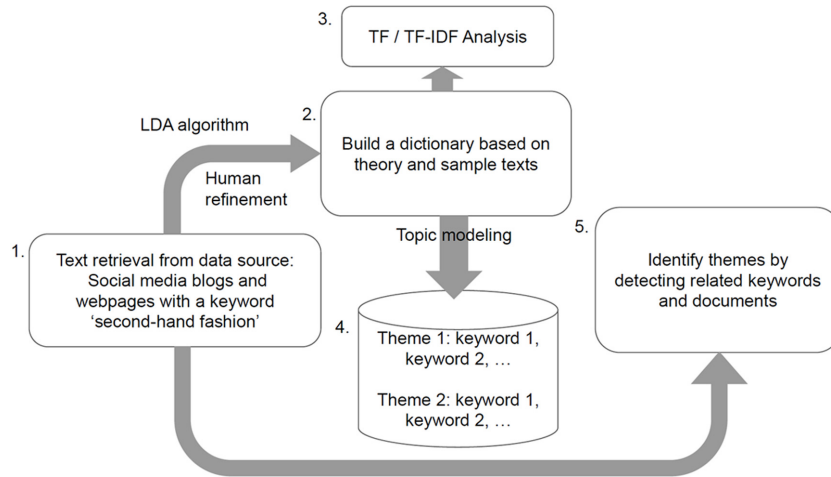 3.
TF / TF-IDF Analysis
2.
Build a dictionary based on
theory and sample texts
LDA algorithm
Human
refinement
1.
Text retrieval from data source:
Social media blogs and
webpages with a keyword
‘second-hand fashion’
Topic modeling
4.
Theme 1: keyword 1,
keyword 2, …
Theme 2: keyword 1,
keyword 2, …
5.
Identify themes by
detecting related keywords
and documents